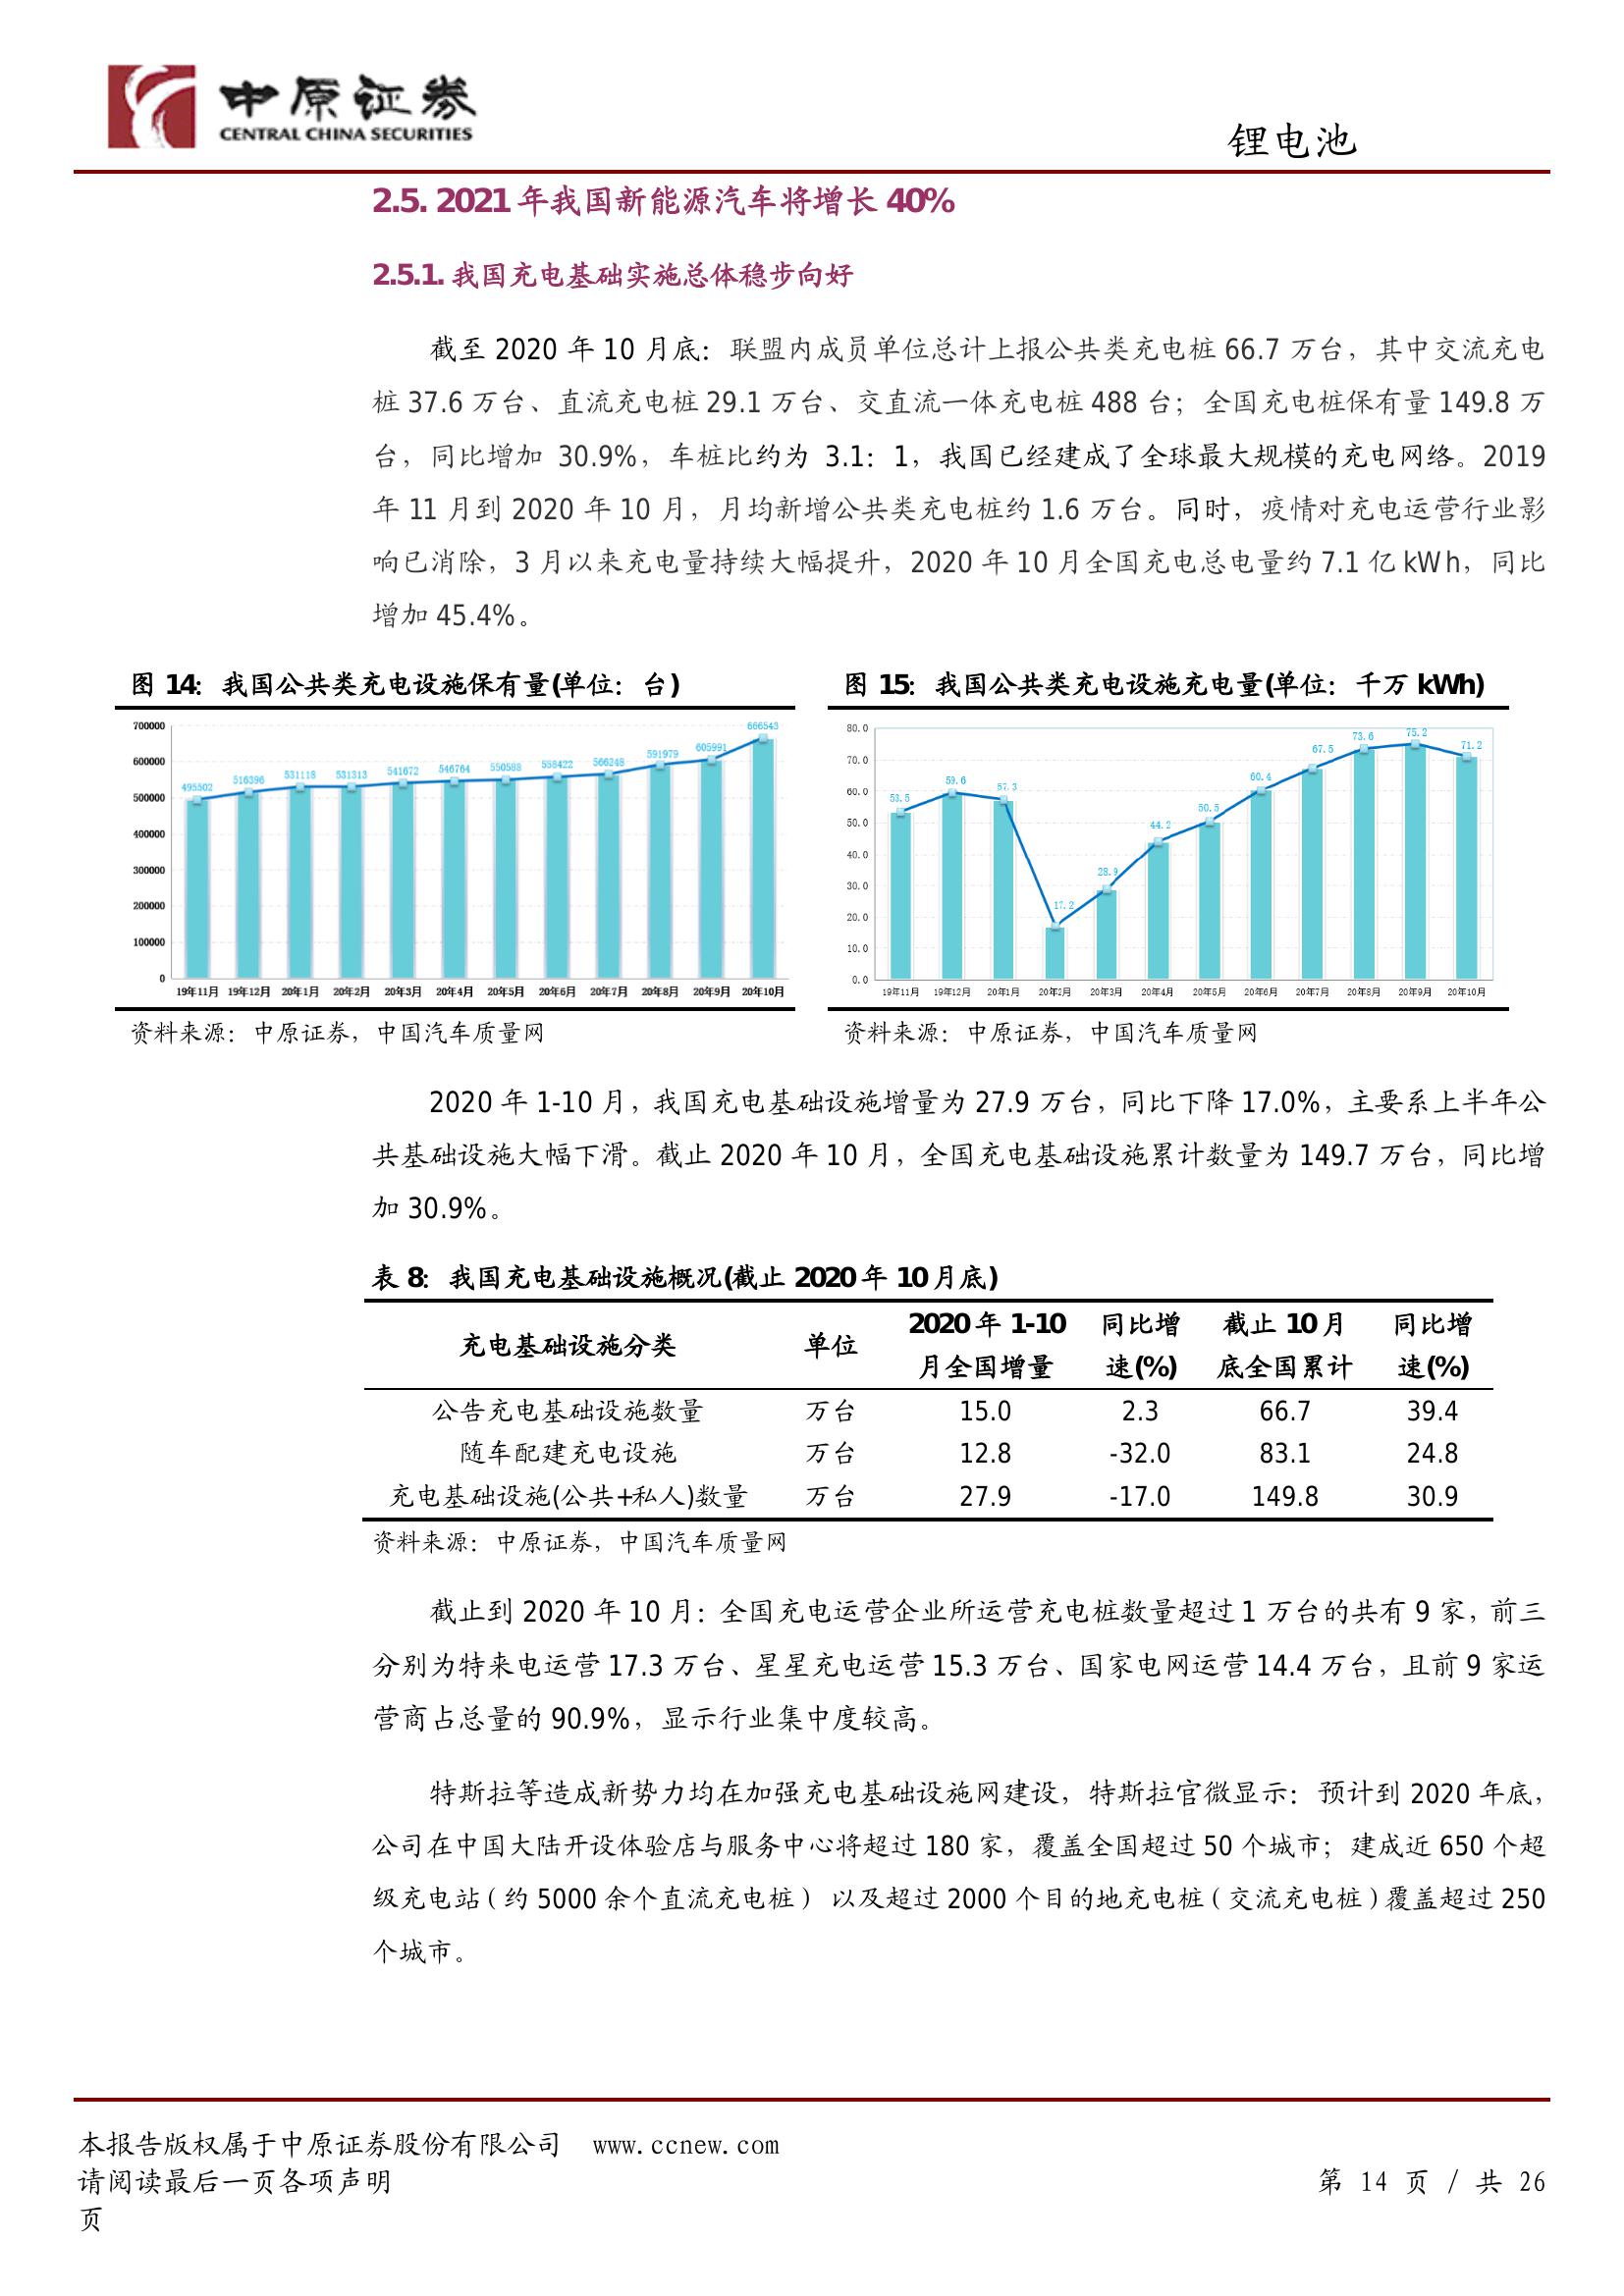 中原证券
CENTRAL CHINA SECURITIES
锂电池
2.5. 2021 年我国新能源汽车将增长 40%
2.5.1. 我国充电基础实施总体稳步向好
截至 2020 年 10 月底：联盟内成员单位总计上报公共类充电桩 66.7 万台，其中交流充电
桩 37.6 万台、直流充电桩 29.1 万台、交直流一体充电桩 488 台；全国充电桩保有量 149.8 万
台，同比增加 30.9%，车桩比约为 3.1：1，我国已经建成了全球最大规模的充电网络。2019
年 11 月到 2020 年 10 月，月均新增公共类充电桩约 1.6 万台。同时，疫情对充电运营行业影
响已消除，3 月以来充电量持续大幅提升，2020 年 10 月全国充电总电量约 7.1 亿 kWh，同比
增加 45.4%。
图 14：我国公共类充电设施保有量(单位：台)
700000
600000
500000
400000
300000
200000
100000
0
495502 516396 531118 531313 541672 546764 550583 558422 566248 591979 605991 666543
19年11月 19年12月 20年1月 20年2月 20年3月 20年4月 20年5月 20年6月 20年7月 20年8月 20年9月 20年10月
资料来源：中原证券，中国汽车质量网
图 15：我国公共类充电设施充电量(单位：千万 kWh)
80.0
70.0
60.0
50.0
40.0
30.0
20.0
10.0
0.0
53.5 59.6 57.3 17.2 28.9 44.2 50.5 60.4 67.5 73.6 75.2 71.2
19年11月 19年12月 20年1月 20年2月 20年3月 20年4月 20年5月 20年6月 20年7月 20年8月 20年9月 20年10月
资料来源：中原证券，中国汽车质量网
2020 年 1-10 月，我国充电基础设施增量为 27.9 万台，同比下降 17.0%，主要系上半年公
共基础设施大幅下滑。截止 2020 年 10 月，全国充电基础设施累计数量为 149.7 万台，同比增
加 30.9%。
表 8：我国充电基础设施概况(截止 2020 年 10 月底)
充电基础设施分类 单位 2020 年 1-10 月全国增量 同比增速(%) 截止 10 月底全国累计 同比增速(%)
公告充电基础设施数量 万台 15.0 2.3 66.7 39.4
随车配建充电设施 万台 12.8 -32.0 83.1 24.8
充电基础设施(公共+私人)数量 万台 27.9 -17.0 149.8 30.9
资料来源：中原证券，中国汽车质量网
截止到 2020 年 10 月：全国充电运营企业所运营充电桩数量超过 1 万台的共有 9 家，前三
分别为特来电运营 17.3 万台、星星充电运营 15.3 万台、国家电网运营 14.4 万台，且前 9 家运
营商占总量的 90.9%，显示行业集中度较高。
特斯拉等造成新势力均在加强充电基础设施网建设，特斯拉官微显示：预计到 2020 年底，
公司在中国大陆开设体验店与服务中心将超过 180 家，覆盖全国超过 50 个城市；建成近 650 个超
级充电站（约 5000 余个直流充电桩） 以及超过 2000 个目的地充电桩（交流充电桩）覆盖超过 250
个城市。
本报告版权属于中原证券股份有限公司 www.ccnew.com
请阅读最后一页各项声明 第 14 页 / 共 26
页